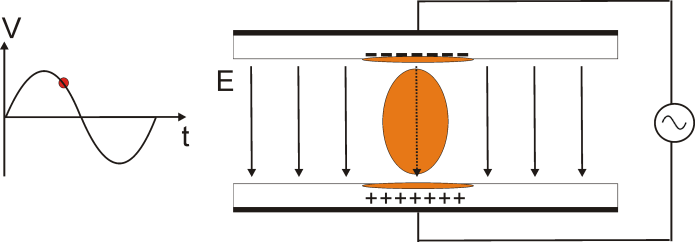 V
t
E
- - - - - - -
+ + + + + + +